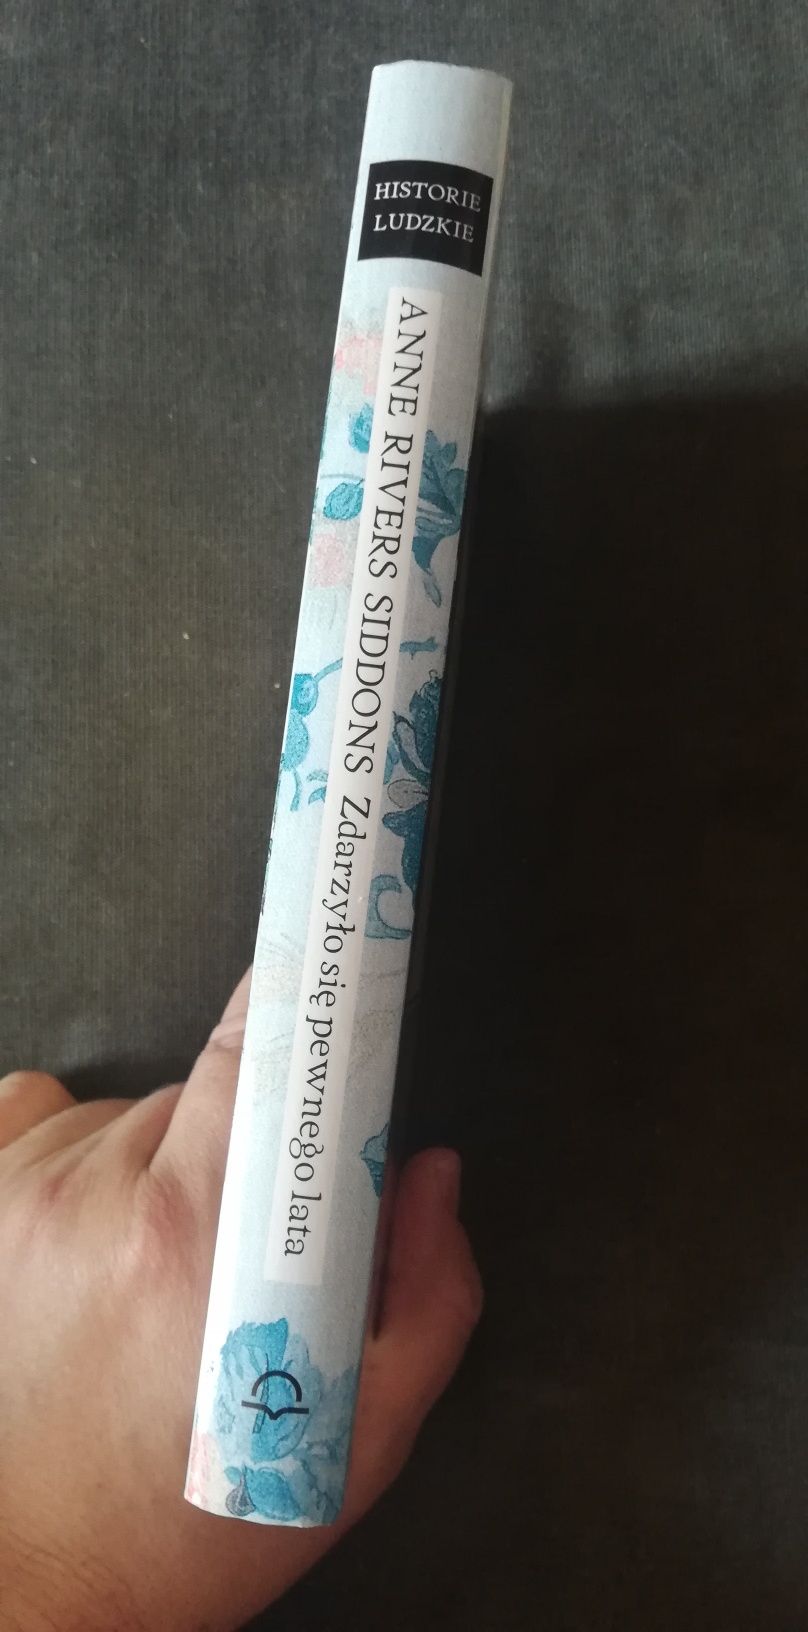 HISTORIE
LUDZKIE
ANNE RIVERS SIDDONS Zdarzyło się pewnego lata